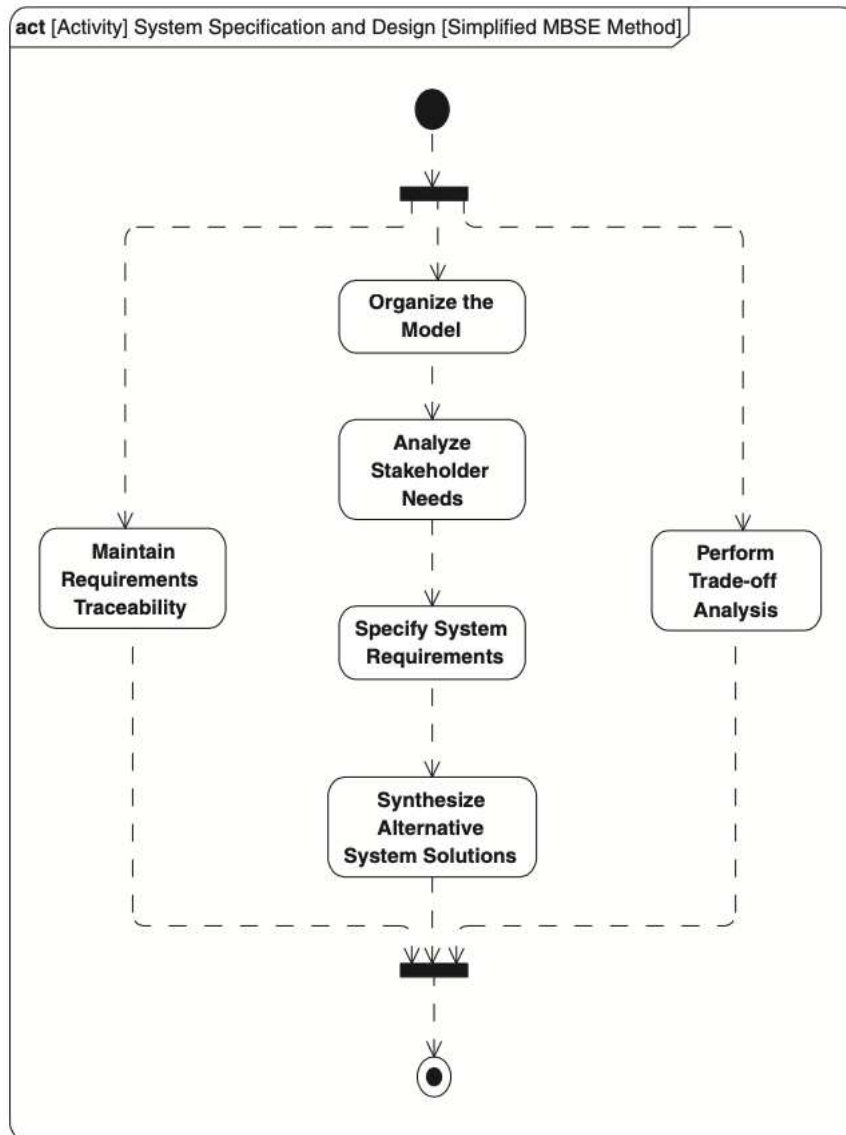 act [Activity] System Specification and Design [Simplified MBSE Method]
Organize the
Model
Analyze
Stakeholder
Needs
Maintain
Requirements
Traceability
Perform
Trade-off
Analysis
Specify System
Requirements
Synthesize
Alternative
System Solutions